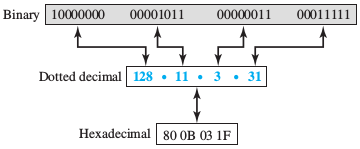 Binary 10000000 00001011 00000011 00011111
Dotted decimal 128 • 11 • 3 • 31
Hexadecimal 80 0B 03 1F